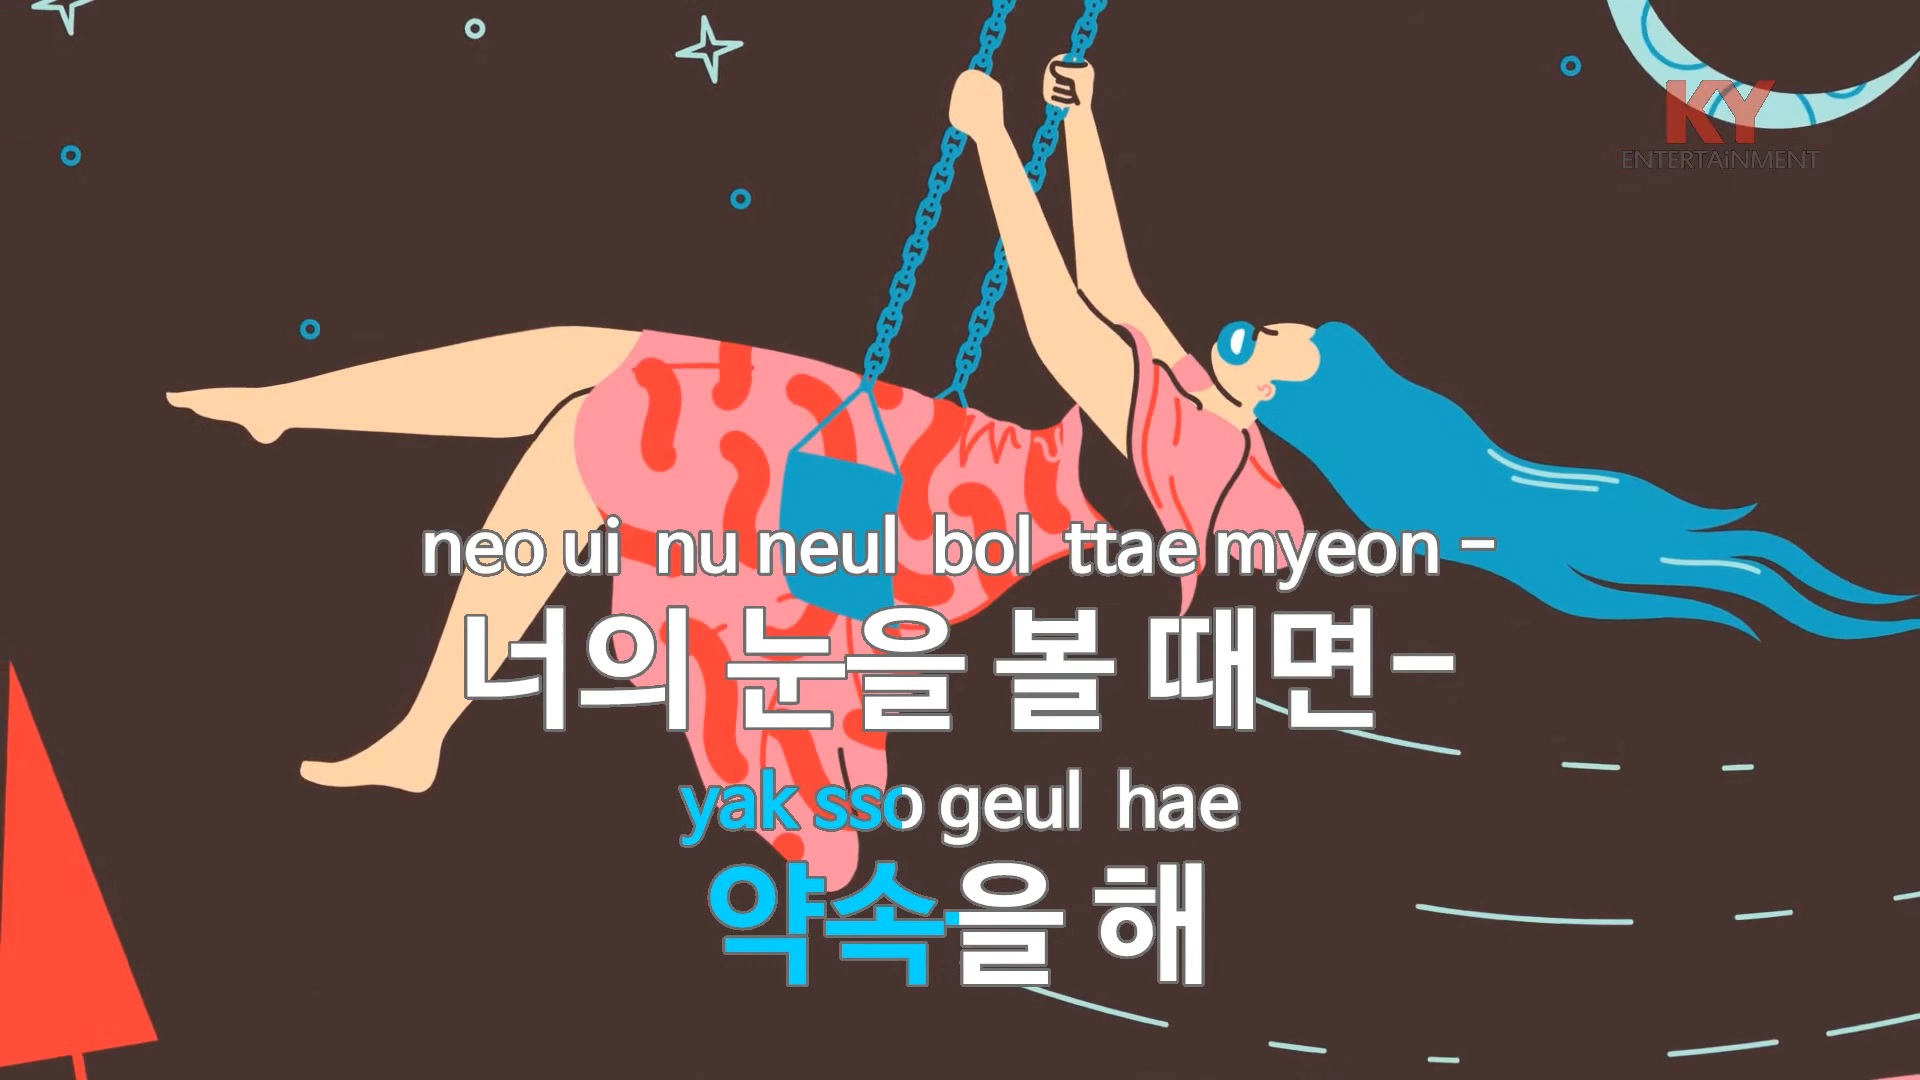 KY
ENTERTAiNMENT
neo ui nu neul bol ttae myeon -
너의 눈을 볼 때면-
yak sso geul hae
약속을 해